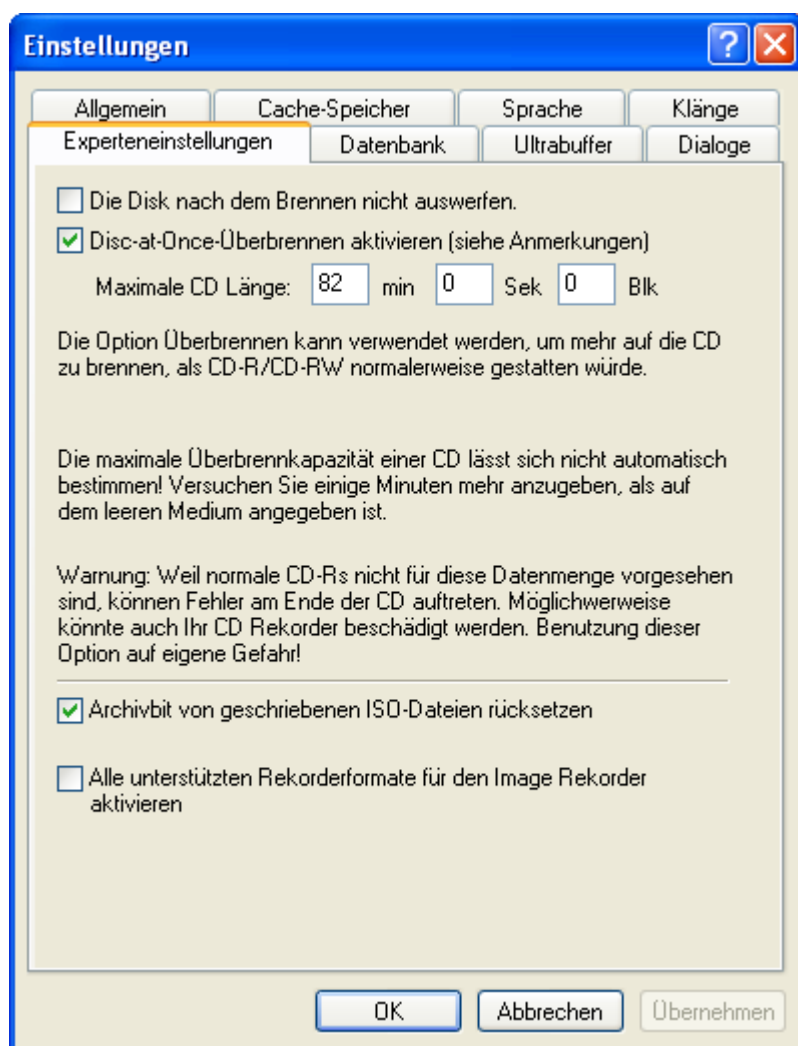 Einstellungen
Allgemein Cache-Speicher Sprache Klänge
Experteneinstellungen Datenbank Ultrabuffer Dialoge
Die Disk nach dem Brennen nicht auswerfen.
Disc-at-Once-Überbrennen aktivieren (siehe Anmerkungen)
Maximale CD Länge: 82 min 0 Sek 0 Blk
Die Option Überbrennen kann verwendet werden, um mehr auf die CD
zu brennen, als CD-R/CD-RW normalerweise gestatten würde.
Die maximale Überbrennkapazität einer CD lässt sich nicht automatisch
bestimmen! Versuchen Sie einige Minuten mehr anzugeben, als auf
dem leeren Medium angegeben ist.
Warnung: Weil normale CD-Rs nicht für diese Datenmenge vorgesehen
sind, können Fehler am Ende der CD auftreten. Möglichwerweise
könnte auch Ihr CD Rekorder beschädigt werden. Benutzung dieser
Option auf eigene Gefahr!
Archivbit von geschriebenen ISO-Dateien rücksetzen
Alle unterstützten Rekorderformate für den Image Rekorder
aktivieren
OK Abbrechen Übernehmen